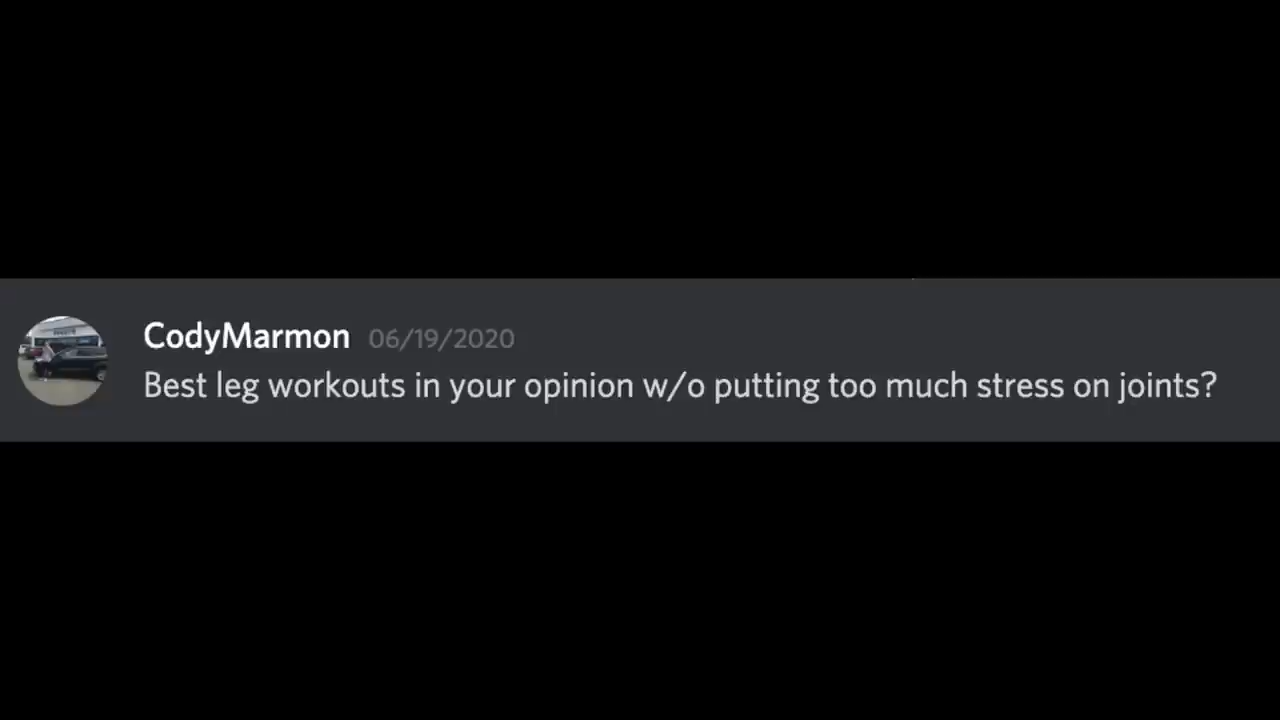 CodyMarmon 06/19/2020
Best leg workouts in your opinion w/o putting too much stress on joints?